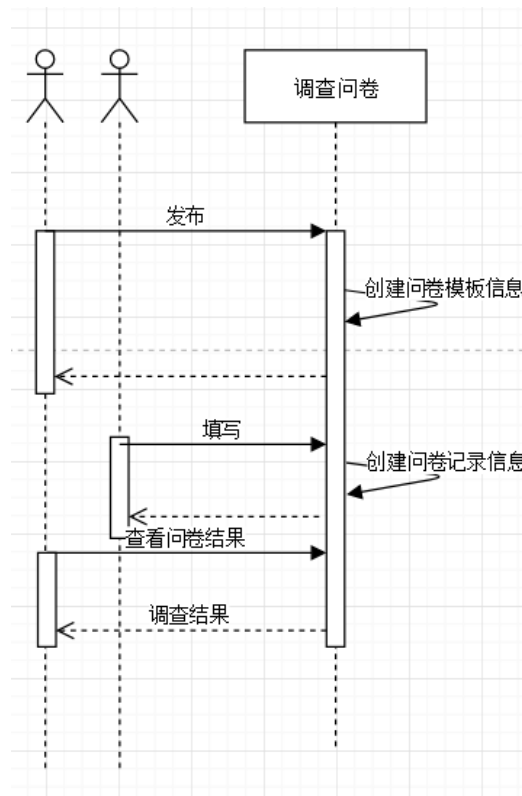 调查问卷
发布
创建问卷模板信息
填写
创建问卷记录信息
查看问卷结果
调查结果